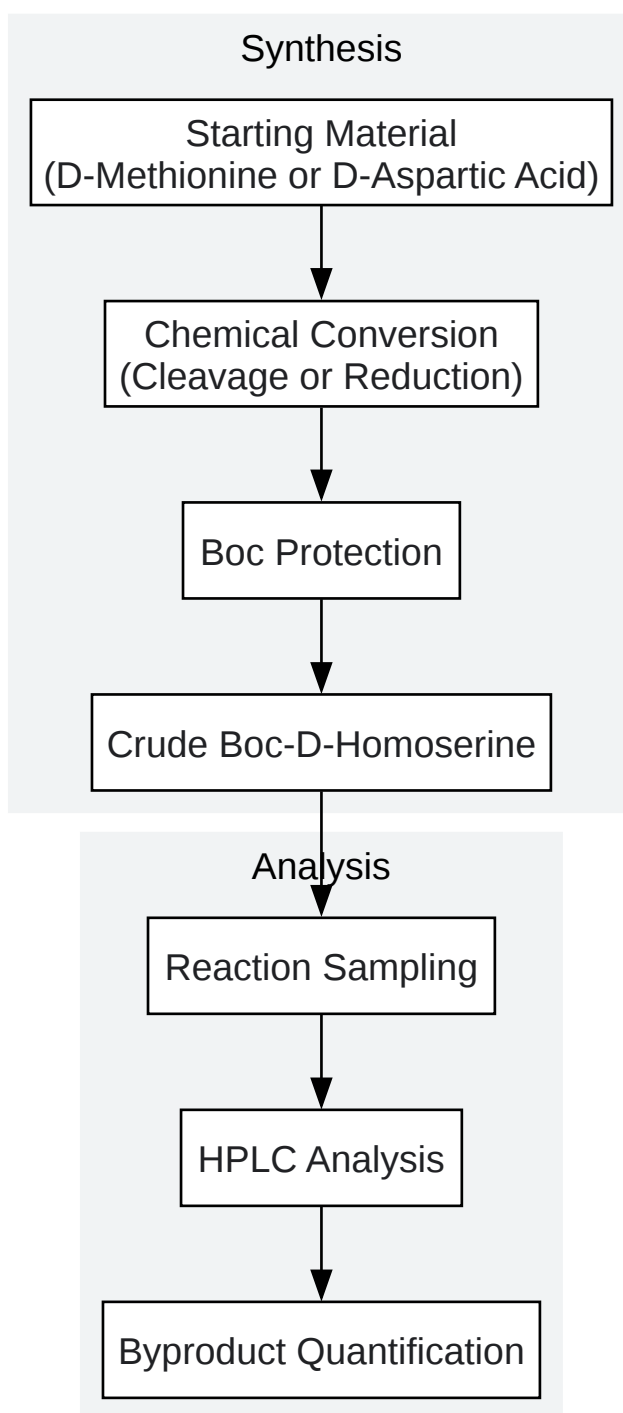 Synthesis
Starting Material
(D-Methionine or D-Aspartic Acid)
Chemical Conversion
(Cleavage or Reduction)
Boc Protection
Crude Boc-D-Homoserine
Analysis
Reaction Sampling
HPLC Analysis
Byproduct Quantification